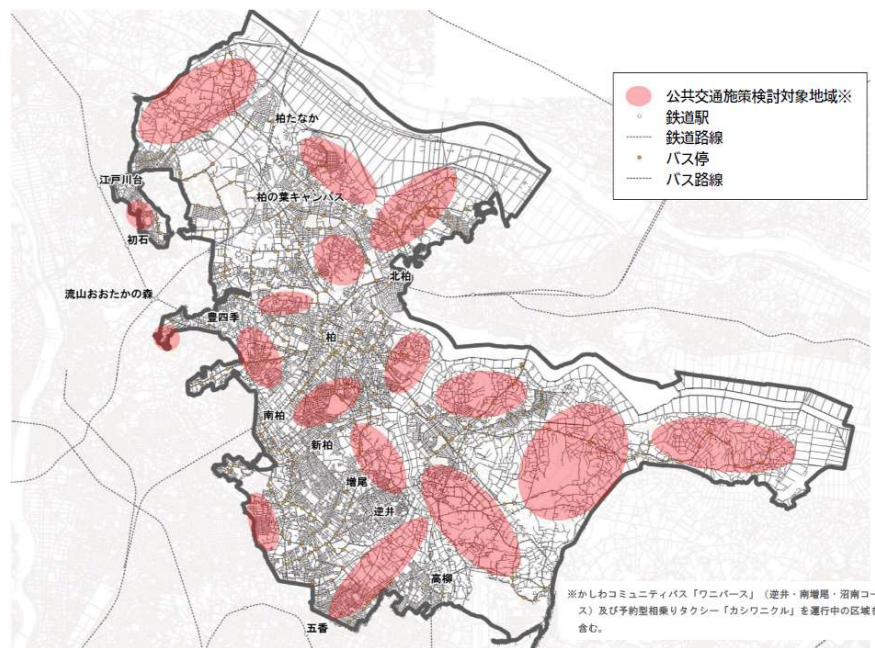 公共交通施策検討対象地域※
鉄道駅
鉄道路線
バス停
バス路線
柏たなか
江戸川台
柏の葉キャンパス
初石
北柏
流山おおたかの森
豊四季
柏
南柏
新柏
増尾
逆井
高柳
五香
※かしわコミュニティバス「ワニバース」（逆井・南増尾・沼南コー
ス）及び予約型相乗りタクシー「カシワニクル」を運行中の区域を
含む。